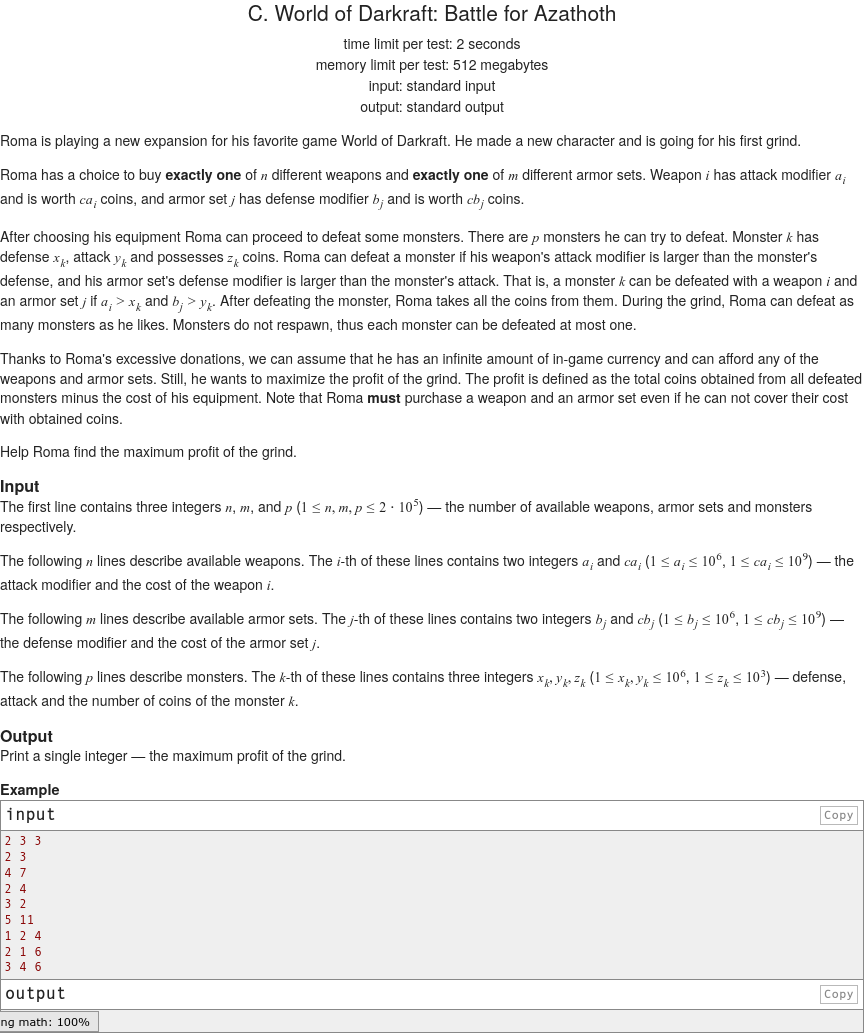 C. World of Darkraft: Battle for Azathoth
time limit per test: 2 seconds
memory limit per test: 512 megabytes
input: standard input
output: standard output
Roma is playing a new expansion for his favorite game World of Darkraft. He made a new character and is going for his first grind.
Roma has a choice to buy exactly one of n different weapons and exactly one of m different armor sets. Weapon i has attack modifier a_i
and is worth ca_i coins, and armor set j has defense modifier b_j and is worth cb_j coins.
After choosing his equipment Roma can proceed to defeat some monsters. There are p monsters he can try to defeat. Monster k has
defense x_k, attack y_k and possesses z_k coins. Roma can defeat a monster if his weapon's attack modifier is larger than the monster's
defense, and his armor set's defense modifier is larger than the monster's attack. That is, a monster k can be defeated with a weapon i and
an armor set j if a_i > x_k and b_j > y_k. After defeating the monster, Roma takes all the coins from them. During the grind, Roma can defeat as
many monsters as he likes. Monsters do not respawn, thus each monster can be defeated at most one.
Thanks to Roma's excessive donations, we can assume that he has an infinite amount of in-game currency and can afford any of the
weapons and armor sets. Still, he wants to maximize the profit of the grind. The profit is defined as the total coins obtained from all defeated
monsters minus the cost of his equipment. Note that Roma must purchase a weapon and an armor set even if he can not cover their cost
with obtained coins.
Help Roma find the maximum profit of the grind.
Input
The first line contains three integers n, m, and p (1 ≤ n, m, p ≤ 2 · 10^5) — the number of available weapons, armor sets and monsters
respectively.
The following n lines describe available weapons. The i-th of these lines contains two integers a_i and ca_i (1 ≤ a_i ≤ 10^6, 1 ≤ ca_i ≤ 10^9) — the
attack modifier and the cost of the weapon i.
The following m lines describe available armor sets. The j-th of these lines contains two integers b_j and cb_j (1 ≤ b_j ≤ 10^6, 1 ≤ cb_j ≤ 10^9) —
the defense modifier and the cost of the armor set j.
The following p lines describe monsters. The k-th of these lines contains three integers x_k, y_k, z_k (1 ≤ x_k, y_k ≤ 10^6, 1 ≤ z_k ≤ 10^3) — defense,
attack and the number of coins of the monster k.
Output
Print a single integer — the maximum profit of the grind.
Example
input Copy
2 3 3
2 3
4 7
2 4
3 2
5 11
1 2 4
2 1 6
3 4 6
output Copy
ng math: 100%